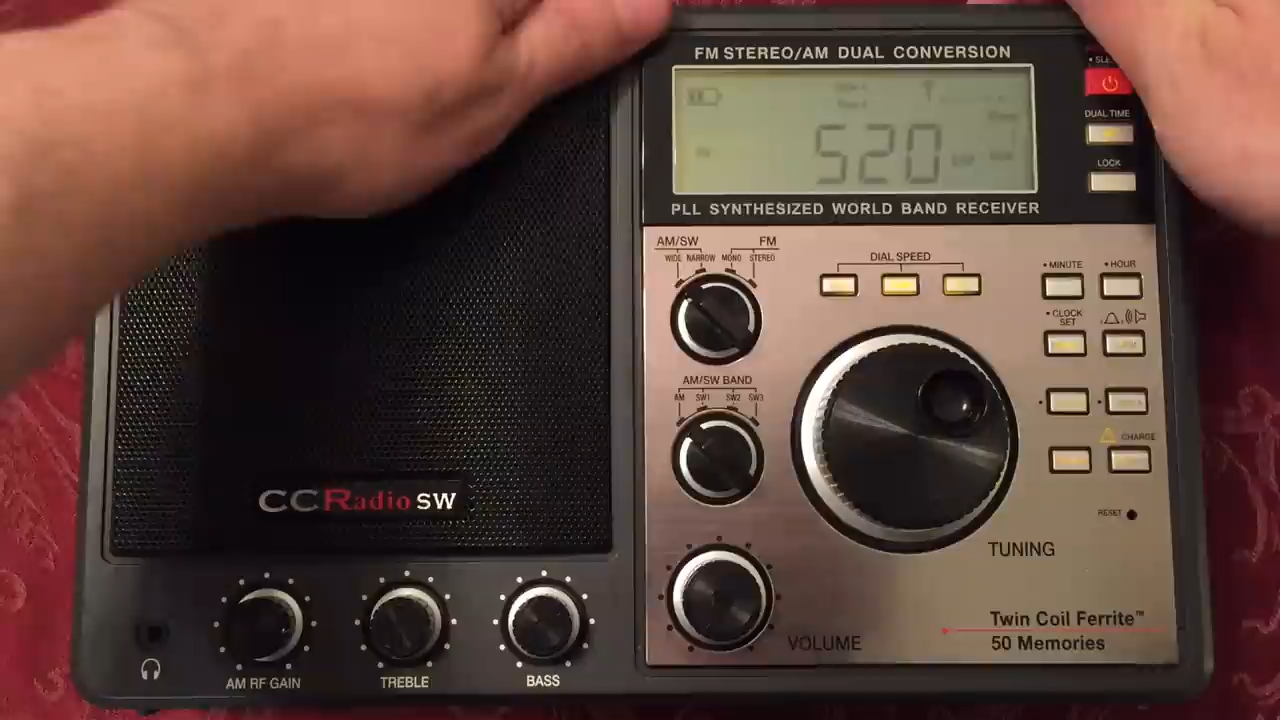 FM STEREO/AM DUAL CONVERSION
520
PLL SYNTHESIZED WORLD BAND RECEIVER
DUAL TIME
LOCK
AM/SW
FM
WIDE NARROW MONO STEREO
DIAL SPEED
• MINUTE
• HOUR
• CLOCK SET
AM/SW BAND
AM SW1 SW2 SW3
CHARGE
RESET
TUNING
CCRadio SW
VOLUME
Twin Coil Ferrite™
50 Memories
AM RF GAIN
TREBLE
BASS